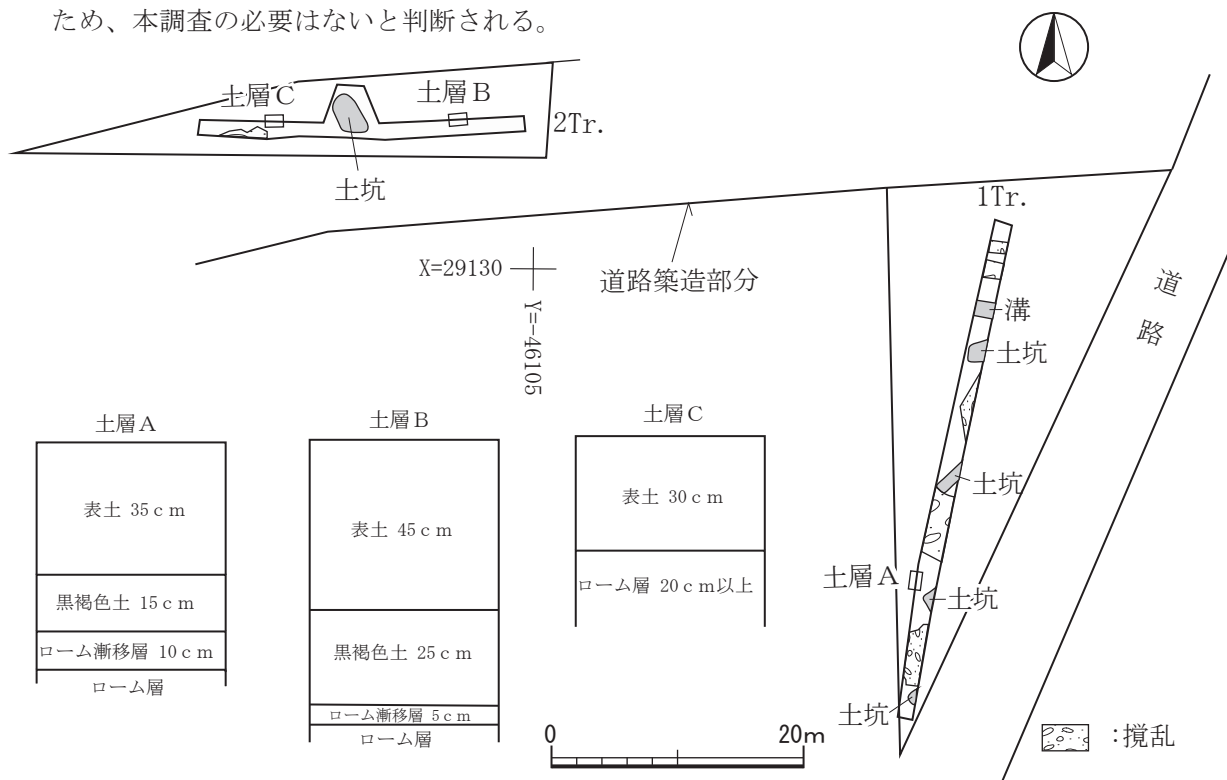 ため、本調査の必要はないと判断される。
土層C
土層B
2Tr.
土坑
1Tr.
X=29130
Y=-46105
道路築造部分
道路
溝
土坑
土坑
土層A
土坑
土坑
土層A
表土 35cm
黒褐色土 15cm
ローム漸移層 10cm
ローム層
土層B
表土 45cm
黒褐色土 25cm
ローム漸移層 5cm
ローム層
土層C
表土 30cm
ローム層 20cm以上
0
20m
:撹乱